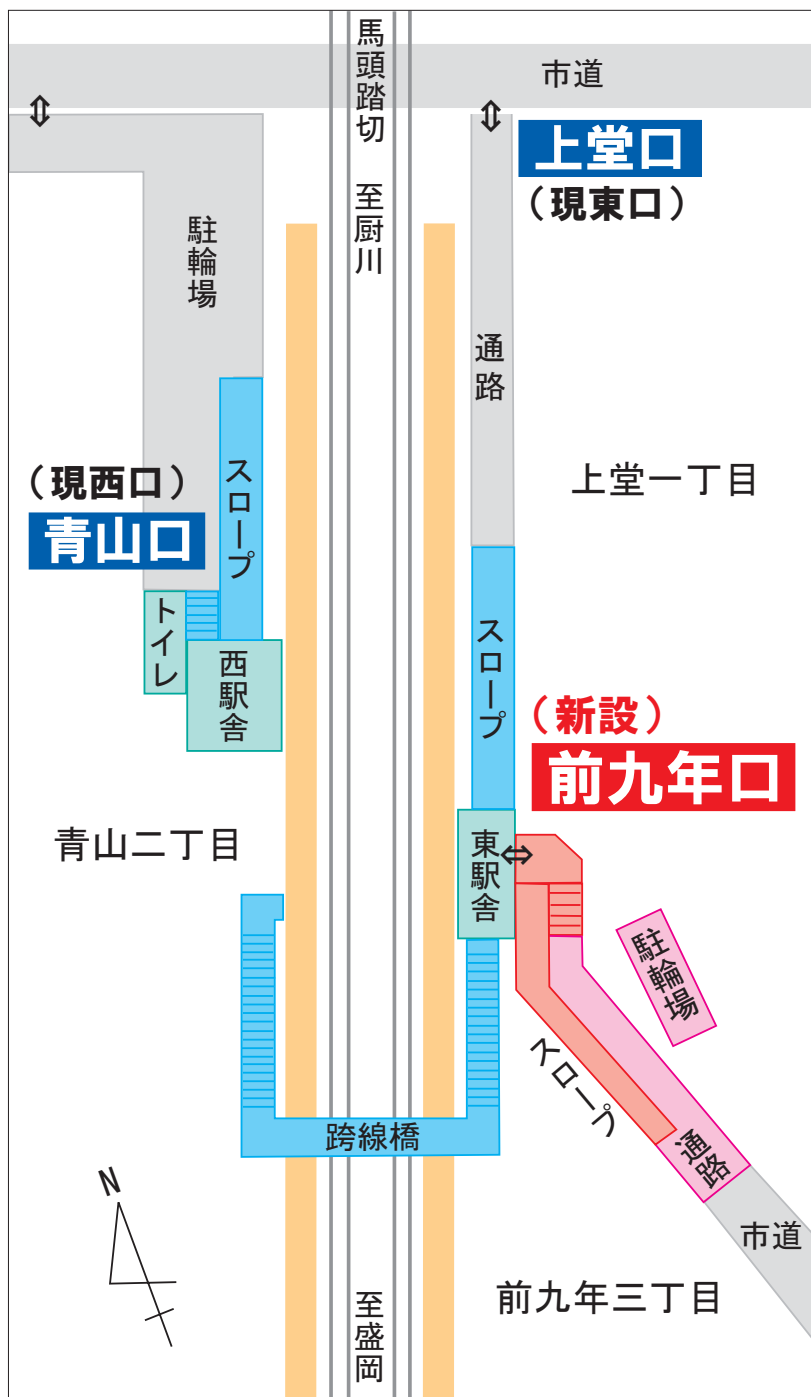 馬頭踏切
至厨川
市道
上堂口
（現東口）
駐輪場
通路
上堂一丁目
（現西口）
青山口
スロープ
トイレ
西駅舎
スロープ
（新設）
前九年口
青山二丁目
東駅舎
駐輪場
スロープ
通路
跨線橋
市道
N
至盛岡
前九年三丁目